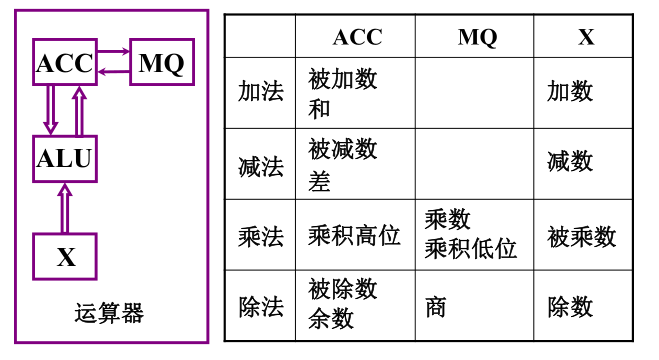 ACC
MQ
ALU
X
运算器
ACC MQ X
加法 被加数
和 加数
减法 被减数
差 减数
乘法 乘积高位 乘数
乘积低位 被乘数
除法 被除数
余数 商 除数